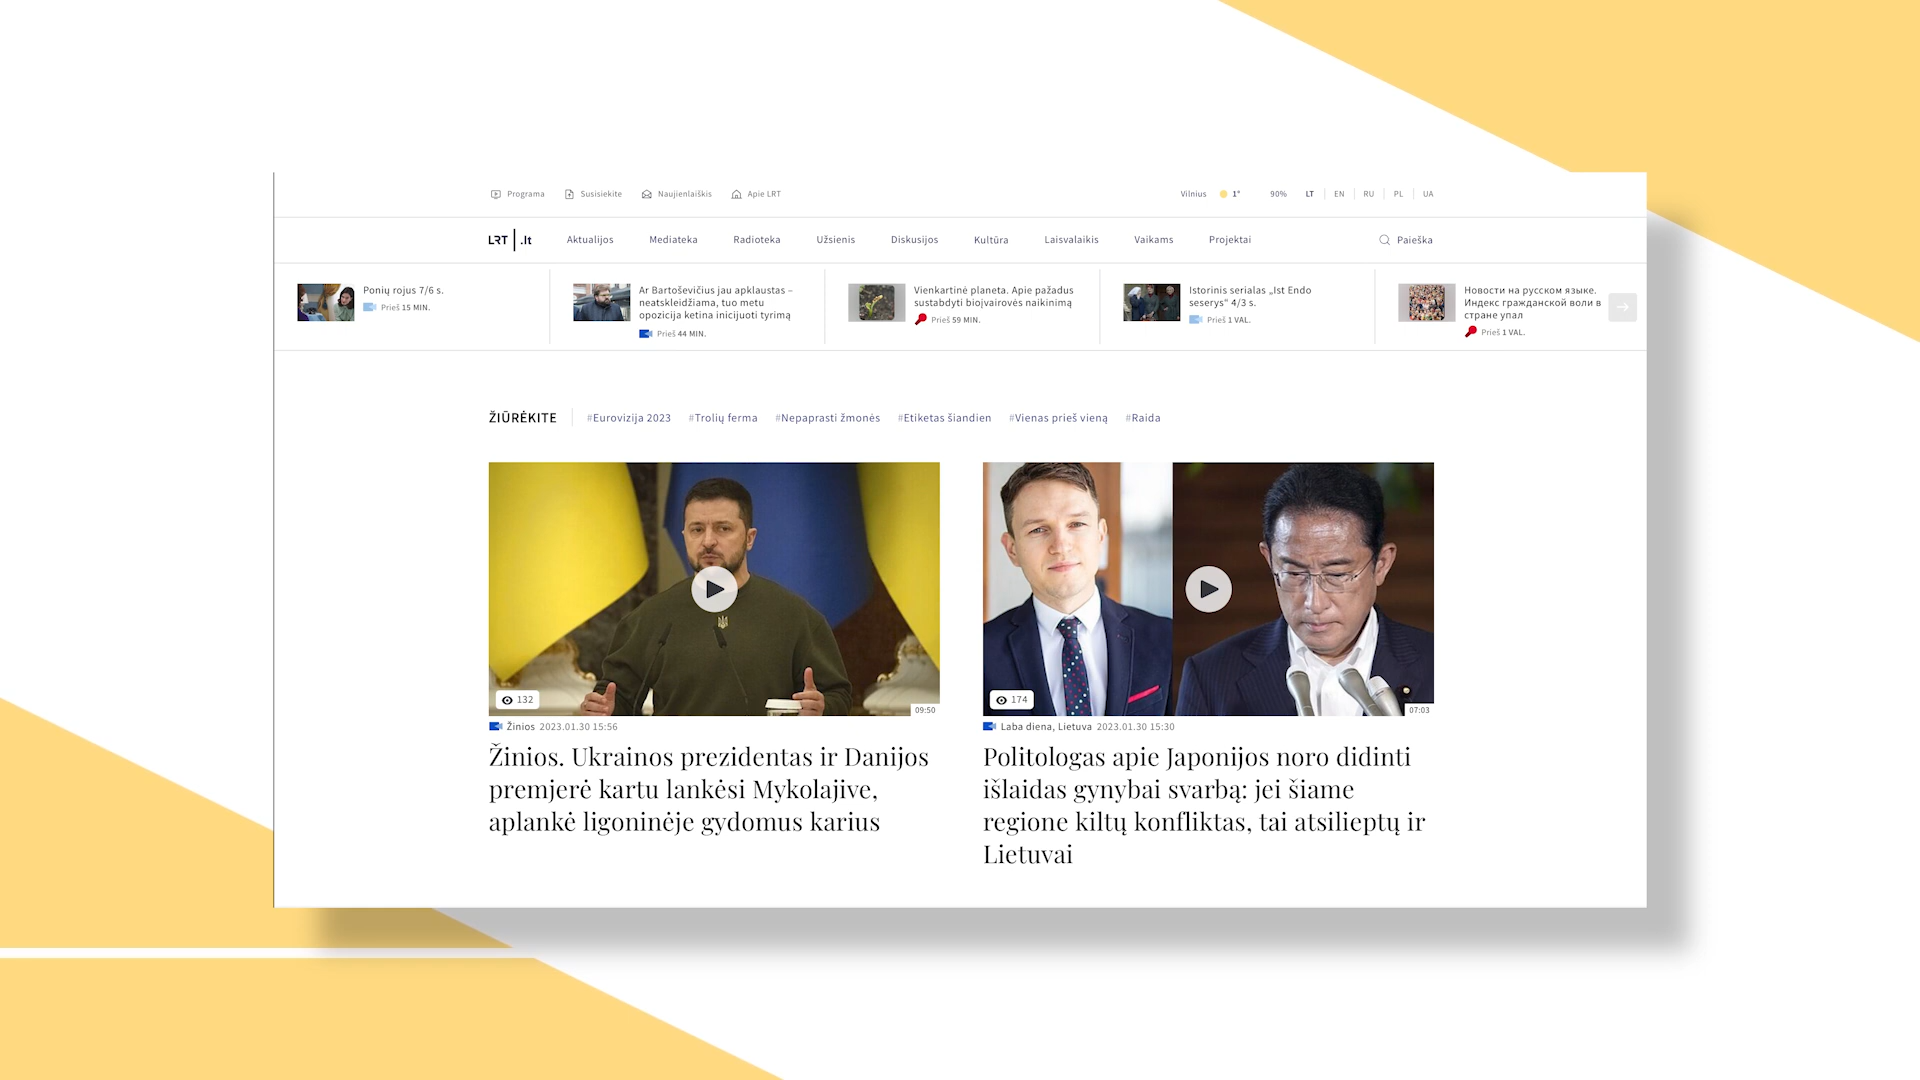 Programa Susisiekite Naujienlaiškis Apie LRT Vilnius 1° 90% LT EN RU PL UA
LRT .lt Aktualijos Mediateka Radioteka Užsienis Diskusijos Kultūra Laisvalaikis Vaikams Projektai Paieška
Ponių rojus 7/6 s.
Prieš 15 MIN.
Ar Bartoševičius jau apklaustas –
neatskleidžiama, tuo metu
opozicija ketina inicijuoti tyrimą
Prieš 44 MIN.
Vienkartinė planeta. Apie pažadus
sustabdyti biojvairovės naikinimą
Prieš 59 MIN.
Istorinis serialas „Ist Endo
seserys“ 4/3 s.
Prieš 1 VAL.
Новости на русском языке.
Индекс гражданской воли в
стране упал
Prieš 1 VAL.
ŽIŪRĖKITE #Eurovizija 2023 #Trolių ferma #Nepaprasti žmonės #Etiketas šiandien #Vienas prieš vieną #Raida
132
09:50
Žinios 2023.01.30 15:56
Žinios. Ukrainos prezidentas ir Danijos
premjerė kartu lankėsi Mykolajive,
aplankė ligoninėje gydomus karius
174
07:03
Laba diena, Lietuva 2023.01.30 15:30
Politologas apie Japonijos noro didinti
išlaidas gynybai svarbą: jei šiame
regione kiltų konfliktas, tai atsilieptų ir
Lietuvai